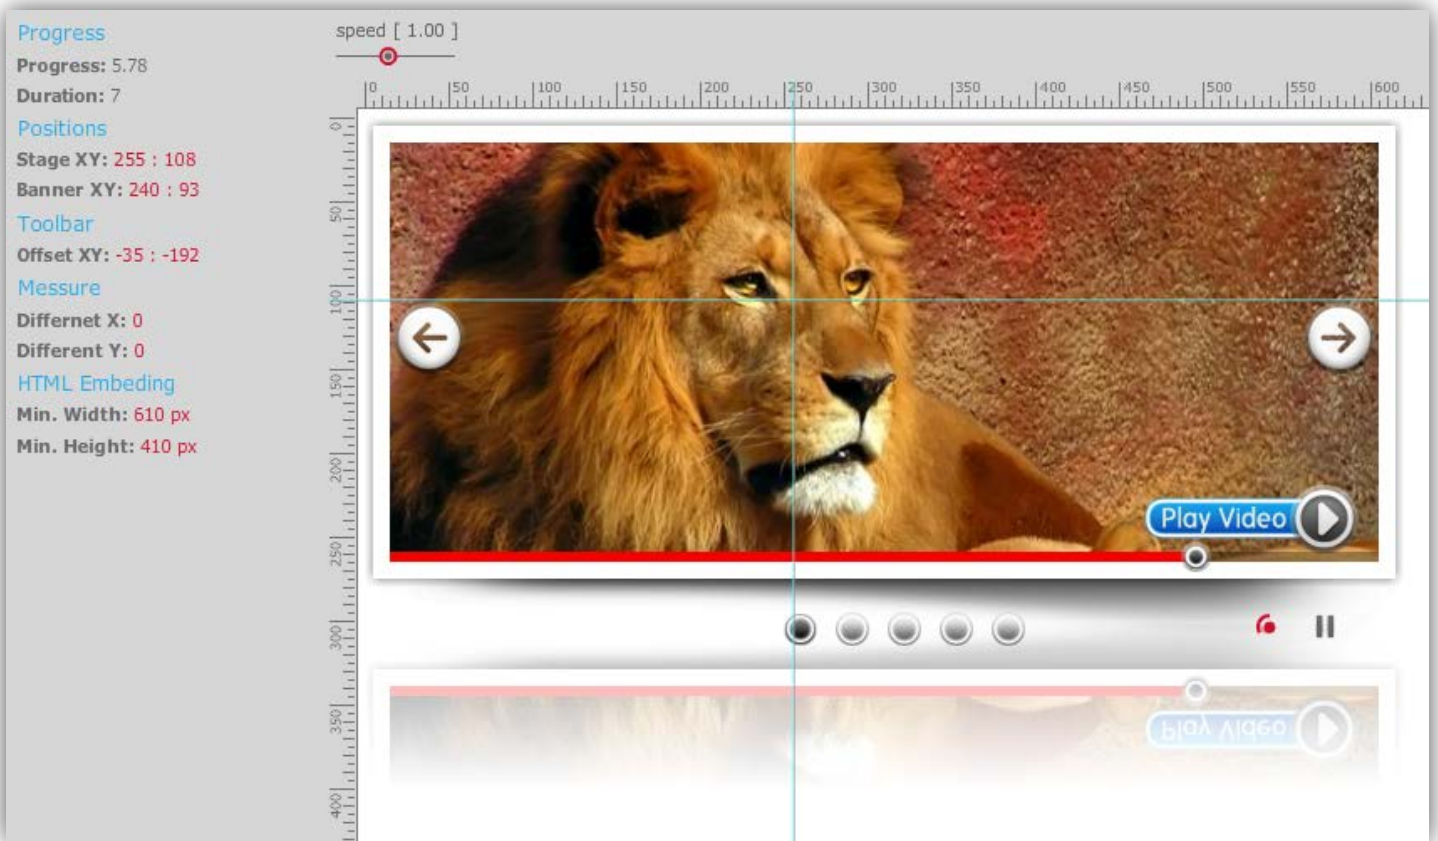 Progress
Progress: 5.78
Duration: 7
Positions
Stage XY: 255 : 108
Banner XY: 240 : 93
Toolbar
Offset XY: -35 : -192
Messure
Differnet X: 0
Different Y: 0
HTML Embeding
Min. Width: 610 px
Min. Height: 410 px
speed [ 1.00 ]
0 50 100 150 200 250 300 350 400 450 500 550 600
0
50
100
150
200
250
300
350
400
Play Video
Play Video